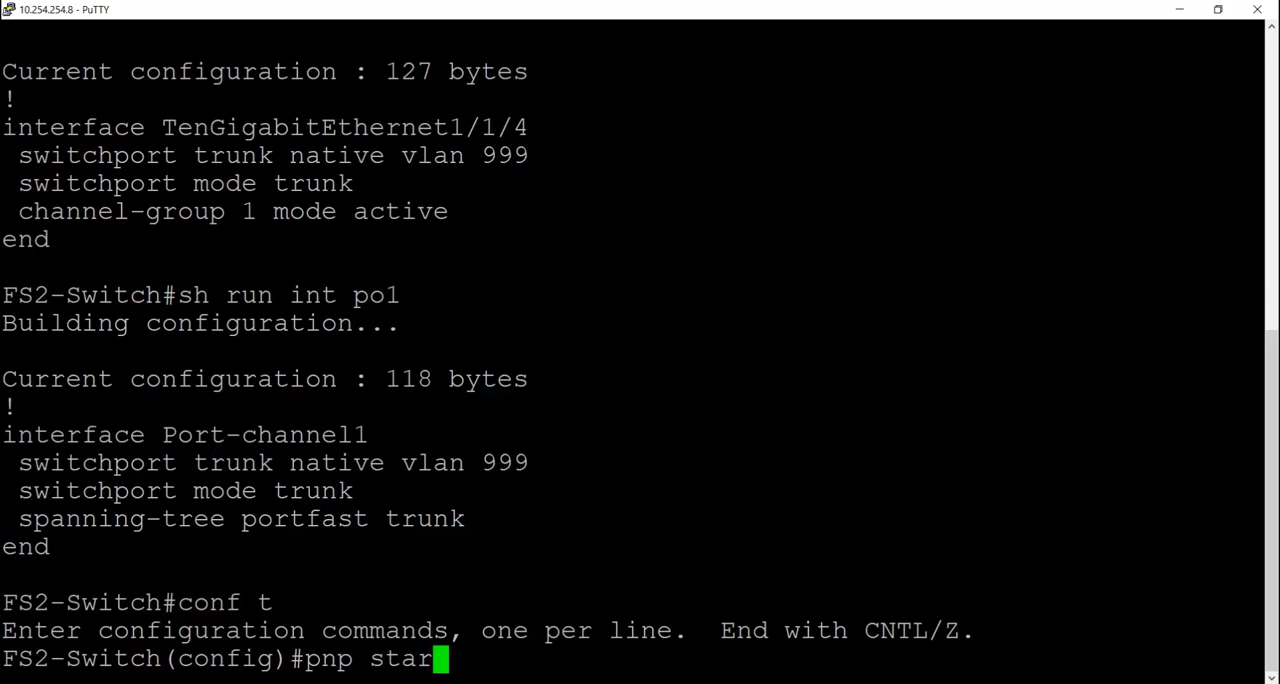 10.254.254.8 - PuTTY
Current configuration : 127 bytes
!
interface TenGigabitEthernet1/1/4
 switchport trunk native vlan 999
 switchport mode trunk
 channel-group 1 mode active
end
FS2-Switch#sh run int po1
Building configuration...
Current configuration : 118 bytes
!
interface Port-channel1
 switchport trunk native vlan 999
 switchport mode trunk
 spanning-tree portfast trunk
end
FS2-Switch#conf t
Enter configuration commands, one per line.  End with CNTL/Z.
FS2-Switch(config)#pnp star